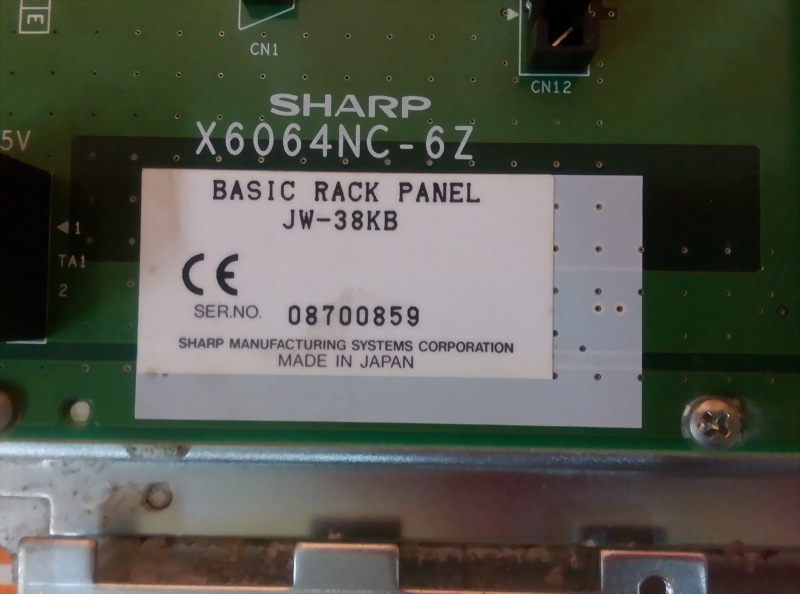 E
CN1
CN12
SHARP
X6064NC-6Z
5V
BASIC RACK PANEL
JW-38KB
1
TA1
2
CE
SER.NO. 08700859
SHARP MANUFACTURING SYSTEMS CORPORATION
MADE IN JAPAN